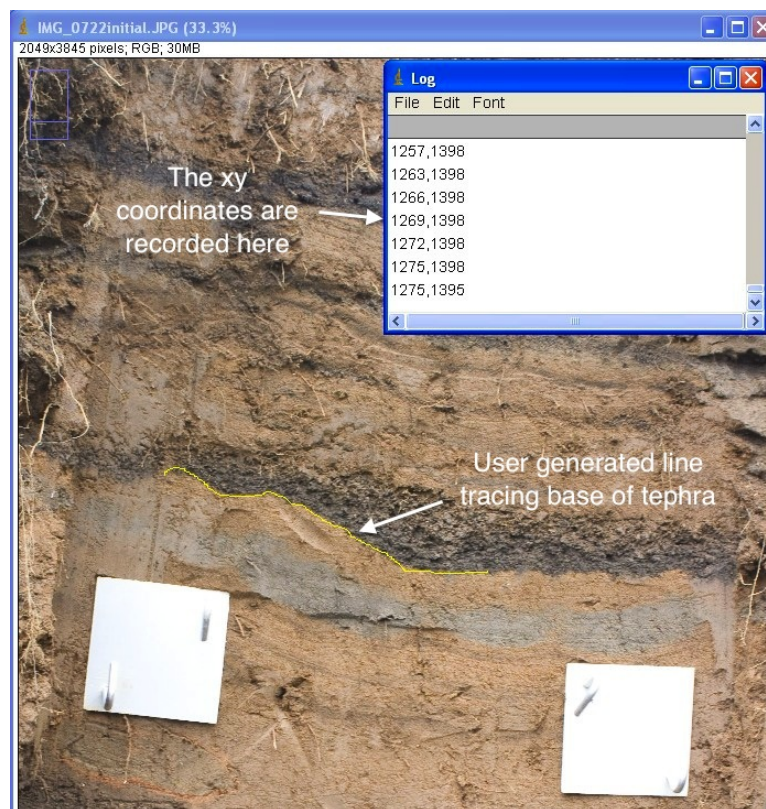 IMG_0722initial.JPG (33.3%)
2049x3845 pixels; RGB; 30MB
Log
File Edit Font
1257,1398
1263,1398
1266,1398
1269,1398
1272,1398
1275,1398
1275,1395
The xy
coordinates are
recorded here
User generated line
tracing base of tephra